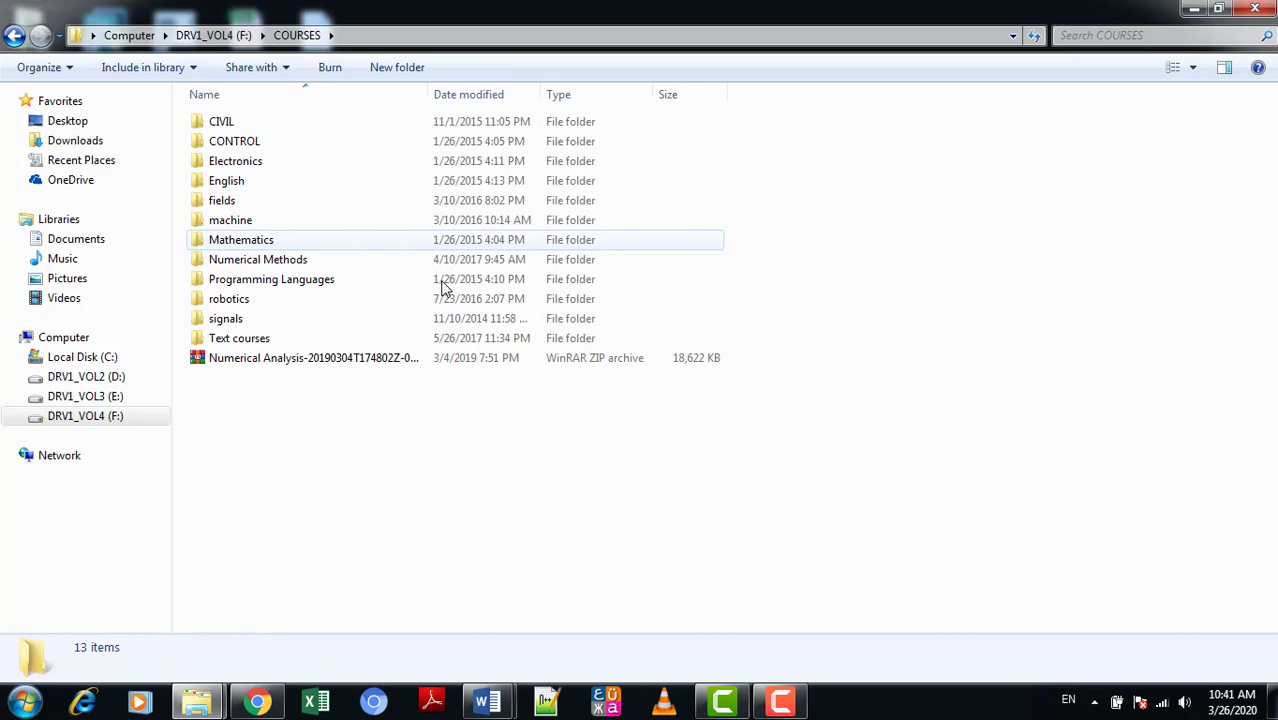 Computer DRV1_VOL4 (F:) COURSES Search COURSES
Organize Include in library Share with Burn New folder
Name Date modified Type Size
Favorites
Desktop
Downloads
Recent Places
OneDrive
Libraries
Documents
Music
Pictures
Videos
Computer
Local Disk (C:)
DRV1_VOL2 (D:)
DRV1_VOL3 (E:)
DRV1_VOL4 (F:)
Network
CIVIL 11/1/2015 11:05 PM File folder
CONTROL 1/26/2015 4:05 PM File folder
Electronics 1/26/2015 4:11 PM File folder
English 1/26/2015 4:13 PM File folder
fields 3/10/2016 8:02 PM File folder
machine 3/10/2016 10:14 AM File folder
Mathematics 1/26/2015 4:04 PM File folder
Numerical Methods 4/10/2017 9:45 AM File folder
Programming Languages 1/26/2015 4:10 PM File folder
robotics 7/23/2016 2:07 PM File folder
signals 11/10/2014 11:58 ... File folder
Text courses 5/26/2017 11:34 PM File folder
Numerical Analysis-20190304T174802Z-0... 3/4/2019 7:51 PM WinRAR ZIP archive 18,622 KB
13 items
EN 10:41 AM
3/26/2020